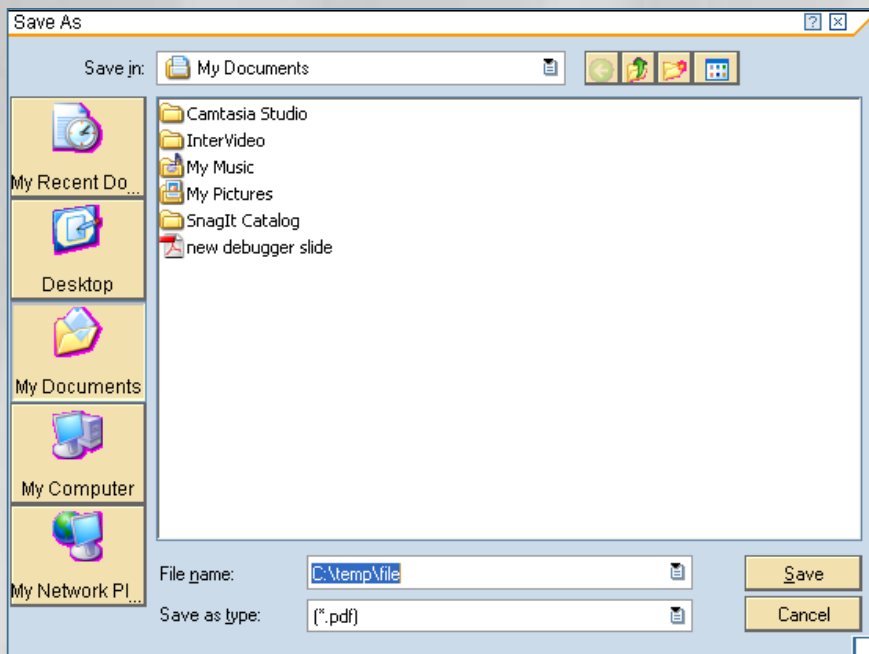 Save As
Save in:
My Documents
My Recent Do...
Desktop
My Documents
My Computer
My Network Pl...
Camtasia Studio
InterVideo
My Music
My Pictures
SnagIt Catalog
new debugger slide
File name:
C:\temp\file
Save
Save as type:
(*.pdf)
Cancel